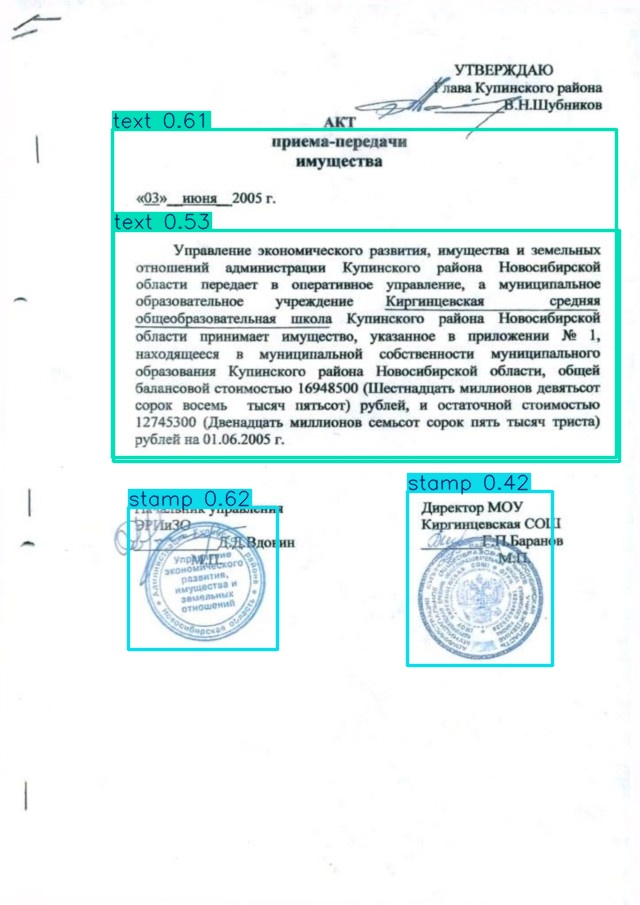 УТВЕРЖДАЮ
Глава Купинского района
В.Н.Шубников
text 0.61
АКТ
приема-передачи
имущества
«03» июня 2005 г.
text 0.53
Управление экономического развития, имущества и земельных
отношений администрации Купинского района Новосибирской
области передает в оперативное управление, а муниципальное
образовательное учреждение Киргинцевская средняя
общеобразовательная школа Купинского района Новосибирской
области принимает имущество, указанное в приложении № 1,
находящееся в муниципальной собственности муниципального
образования Купинского района Новосибирской области, общей
балансовой стоимостью 16948500 (Шестнадцать миллионов девятьсот
сорок восемь тысяч пятьсот) рублей, и остаточной стоимостью
12745300 (Двенадцать миллионов семьсот сорок пять тысяч триста)
рублей на 01.06.2005 г.
stamp 0.62
Начальник управления
ЭРИиЗО
Д.Д.Вдовин
М.П.
Управление
экономического
развития,
имущества и
земельных
отношений
Новосибирская область
stamp 0.42
Директор МОУ
Киргинцевская СОШ
Г.П.Баранов
М.П.